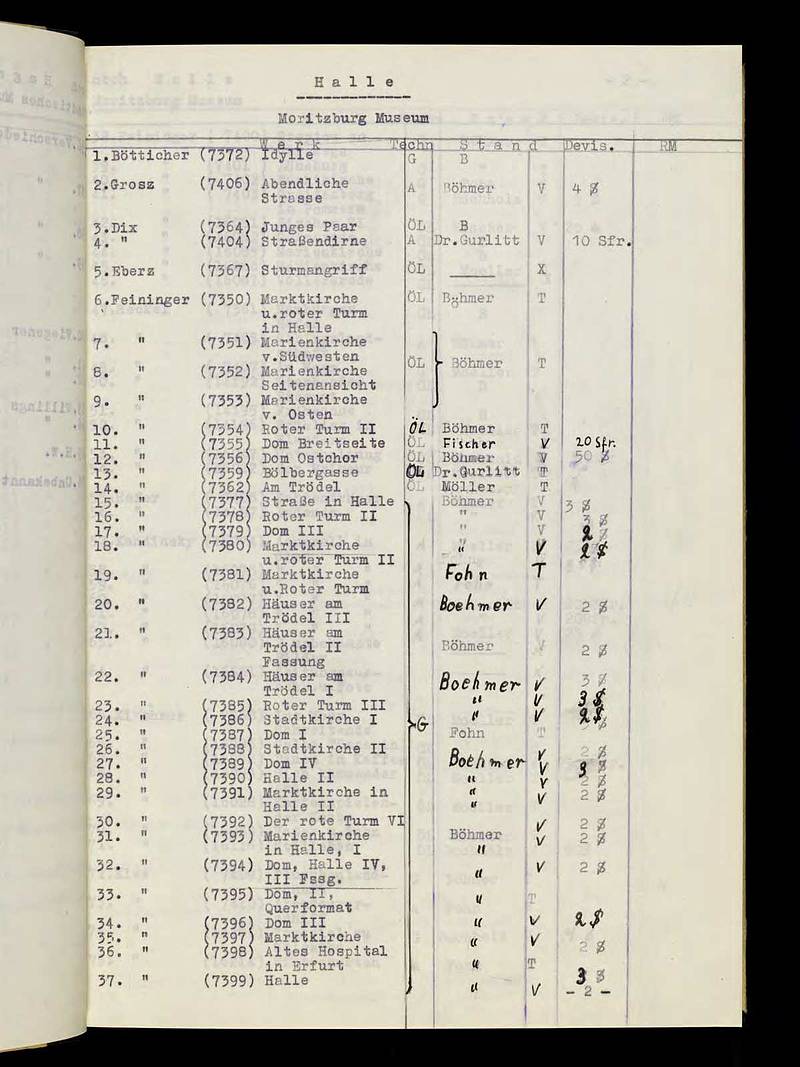 H a l l e
Moritzburg Museum
W e r k Techn S t a n d Devis. RM
1.Bötticher (7372) Idylle G B
2.Grosz (7406) Abendliche A Böhmer V 4 $
Strasse
3.Dix (7364) Junges Paar ÖL B
4. " (7404) Straßendirne A Dr.Gurlitt V 10 Sfr.
5.Eberz (7367) Sturmangriff ÖL _____ X
6.Feininger (7350) Marktkirche ÖL Böhmer T
u.roter Turm
in Halle
7. " (7351) Marienkirche
v.Südwesten ÖL Böhmer T
8. " (7352) Marienkirche
Seitenansicht
9. " (7353) Marienkirche
v. Osten
10. " (7354) Roter Turm II ÖL Böhmer T
11. " (7355) Dom Breitseite ÖL Fischer V 20 Sfr.
12. " (7356) Dom Ostchor ÖL Böhmer V 50 $
13. " (7359) Bölbergasse ÖL Dr.Gurlitt T
14. " (7362) Am Trödel ÖL Möller T
15. " (7377) Straße in Halle Böhmer V 3 $
16. " (7378) Roter Turm II " V 3 $
17. " (7379) Dom III " V 2 $
18. " (7380) Marktkirche " V 2 $
u.roter Turm II
19. " (7381) Marktkirche Fohn T
u.Roter Turm
20. " (7382) Häuser am Boehmer V 2 $
Trödel III
21. " (7383) Häuser am
Trödel II Böhmer V 2 $
Fassung
22. " (7384) Häuser am Boehmer V 3 $
Trödel I
23. " (7385) Roter Turm III " V 3 $
24. " (7386) Stadtkirche I G " V 2 $
25. " (7387) Dom I Fohn T
26. " (7388) Stadtkirche II Boehmer V 2 $
27. " (7389) Dom IV V 3 $
28. " (7390) Halle II " V 2 $
29. " (7391) Marktkirche in " V 2 $
Halle II "
30. " (7392) Der rote Turm VI V 2 $
31. " (7393) Marienkirche Böhmer V 2 $
in Halle, I "
32. " (7394) Dom, Halle IV, V 2 $
III Fssg. "
33. " (7395) Dom, II, " T
Querformat
34. " (7396) Dom III " V 2 $
35. " (7397) Marktkirche " V
36. " (7398) Altes Hospital 2 $
in Erfurt " T
37. " (7399) Halle " V 3 $
- 2 -